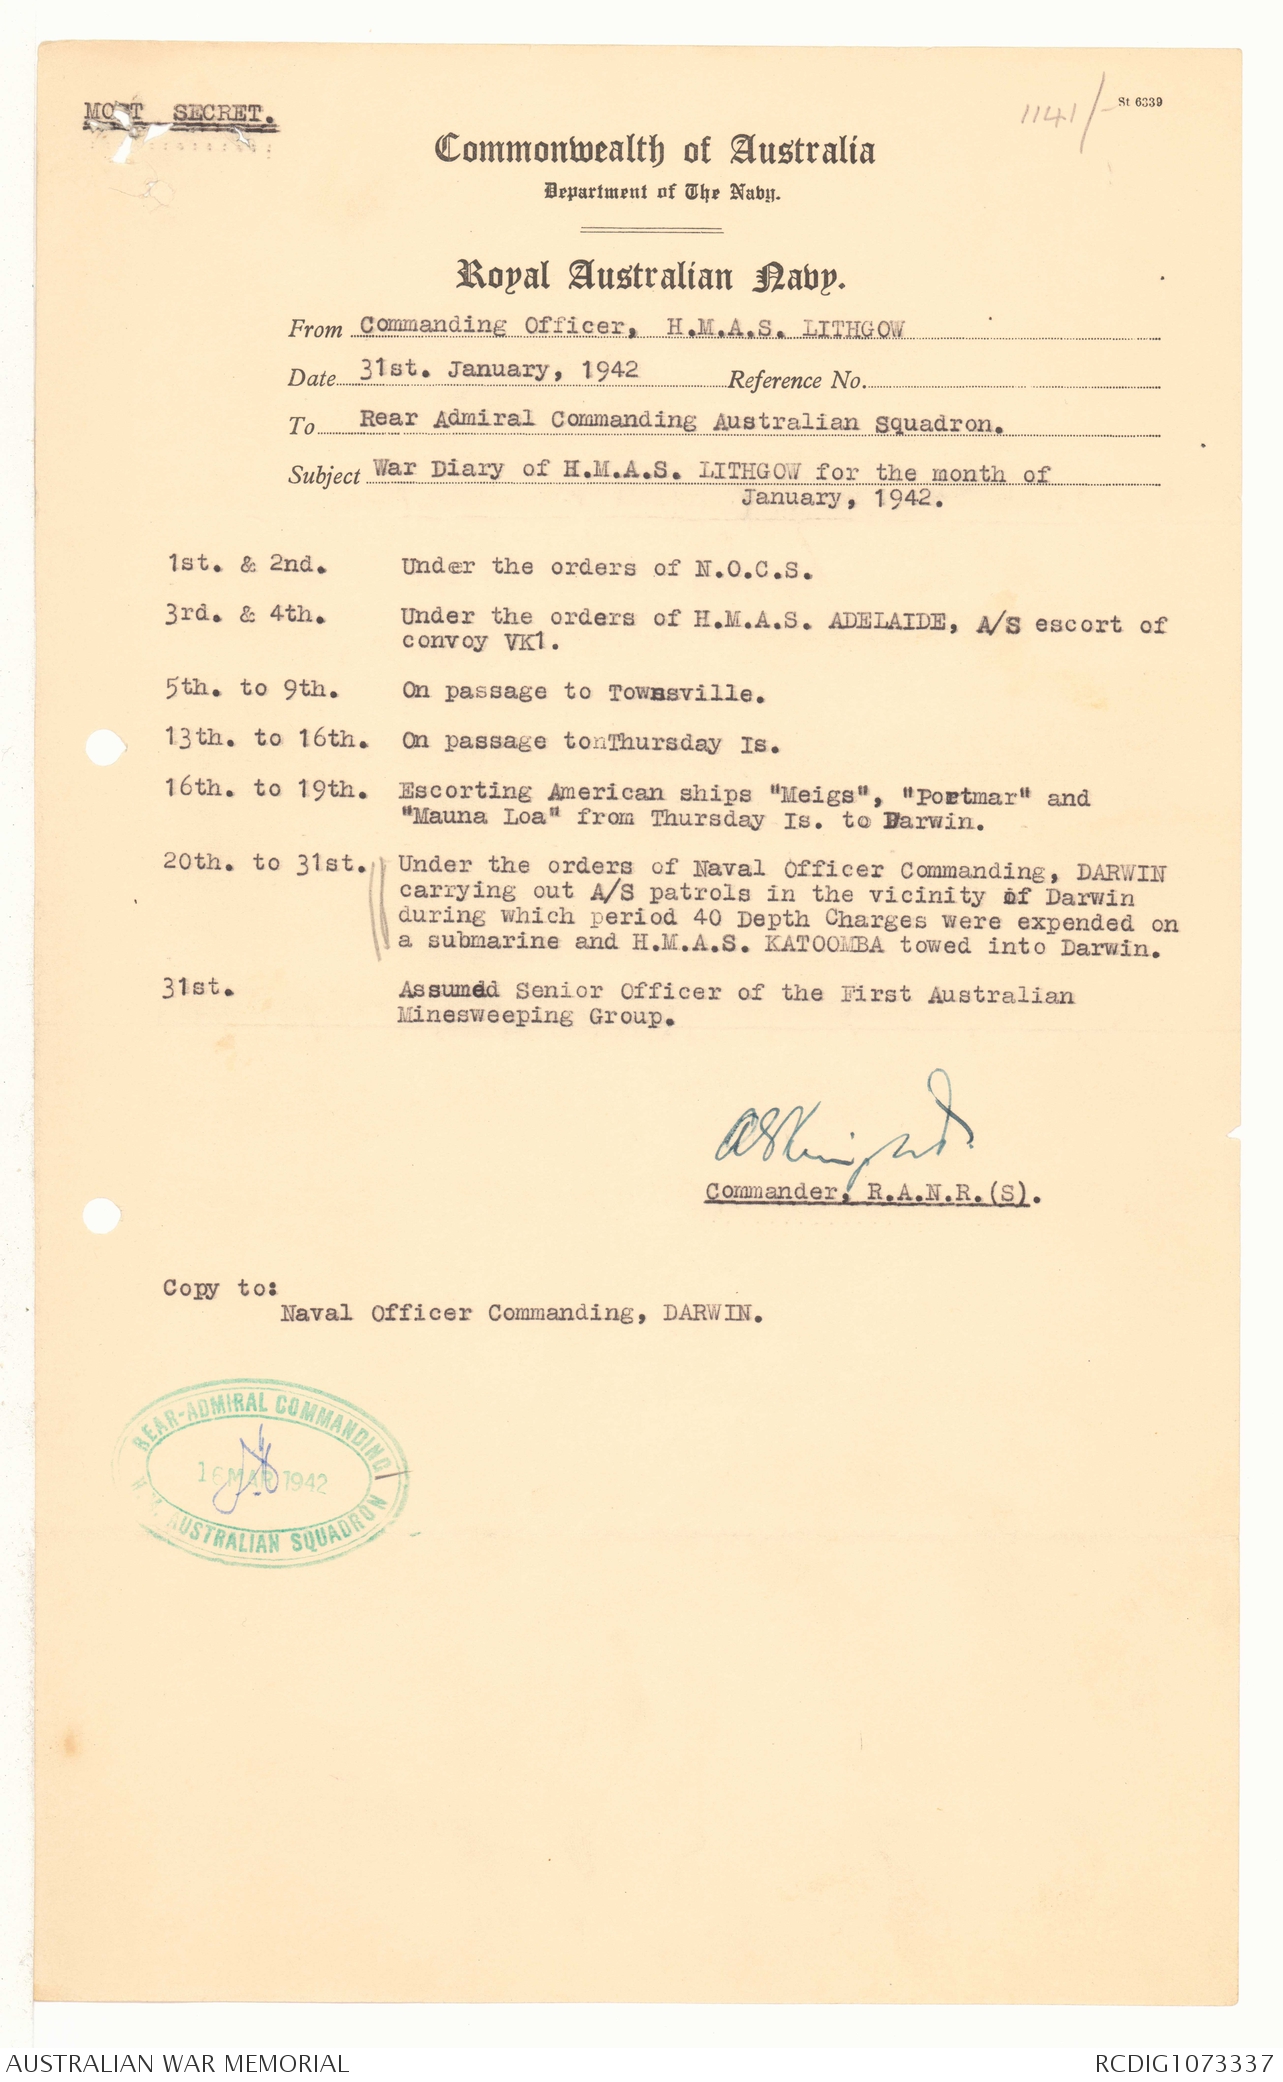 MOST SECRET.
1141/-
St 6339
Commonwealth of Australia
Department of The Navy.
Royal Australian Navy.
From Commanding Officer, H.M.A.S. LITHGOW
Date 31st. January, 1942 Reference No.
To Rear Admiral Commanding Australian Squadron.
Subject War Diary of H.M.A.S. LITHGOW for the month of
January, 1942.
1st. & 2nd. Under the orders of N.O.C.S.
3rd. & 4th. Under the orders of H.M.A.S. ADELAIDE, A/S escort of
convoy VK1.
5th. to 9th. On passage to Townsville.
13th. to 16th. On passage tonThursday Is.
16th. to 19th. Escorting American ships "Meigs", "Portmar" and
"Mauna Loa" from Thursday Is. to Darwin.
20th. to 31st. Under the orders of Naval Officer Commanding, DARWIN
carrying out A/S patrols in the vicinity of Darwin
during which period 40 Depth Charges were expended on
a submarine and H.M.A.S. KATOOMBA towed into Darwin.
31st. Assumed Senior Officer of the First Australian
Minesweeping Group.
A S Knight
Commander, R.A.N.R.(S).
Copy to:
Naval Officer Commanding, DARWIN.
REAR-ADMIRAL COMMANDING
16 MAR 1942
H.M. AUSTRALIAN SQUADRON
AUSTRALIAN WAR MEMORIAL
RCDIG1073337